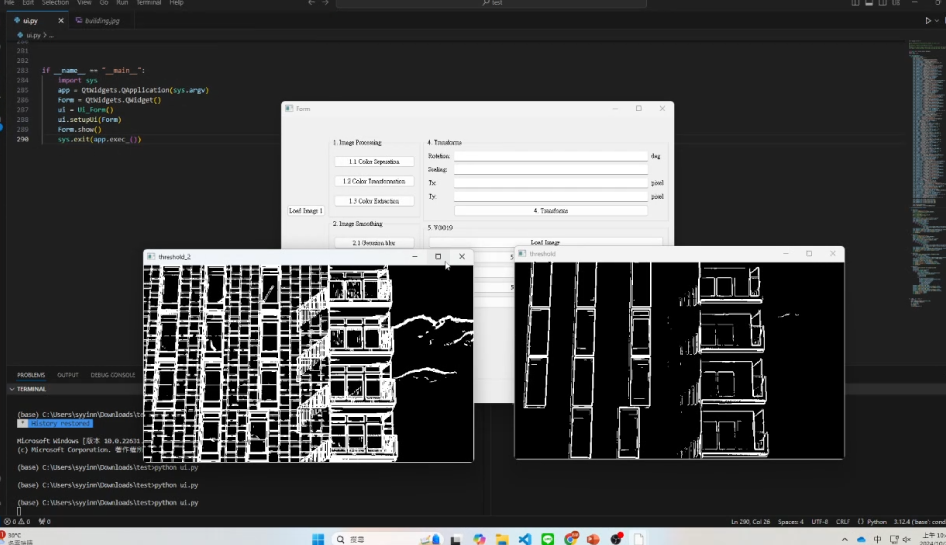 File Edit Selection View Go Run Terminal Help
test
ui.py
building.jpg
ui.py > ...
281
282
283 if __name__ == "__main__":
284 import sys
285 app = QtWidgets.QApplication(sys.argv)
286 Form = QtWidgets.QWidget()
287 ui = Ui_Form()
288 ui.setupUi(Form)
289 Form.show()
290 sys.exit(app.exec_())
Form
1. Image Processing
1.1 Color Seperation
1.2 Color Transformation
1.3 Color Extraction
Load Image 1
2. Image Smoothing
2.1 Gaussian blur
4. Transforms
Rotation: deg
Scaling:
Tx: pixel
Ty: pixel
4. Transforms
5. VGG19
Load Image
threshold_2
threshold
PROBLEMS OUTPUT DEBUG CONSOLE
TERMINAL
(base) C:\Users\syyinn\Downloads\te
* History restored
Microsoft Windows [版本 10.0.22631
(c) Microsoft Corporation. 著作權所
(base) C:\Users\syyinn\Downloads\test>python ui.py
(base) C:\Users\syyinn\Downloads\test>python ui.py
(base) C:\Users\syyinn\Downloads\test>python ui.py
0 0 0 Ln 290, Col 26 Spaces: 4 UTF-8 CRLF Python 3.12.4 ('base': cond
30°C
搜尋
中
上午 10
2024/10/